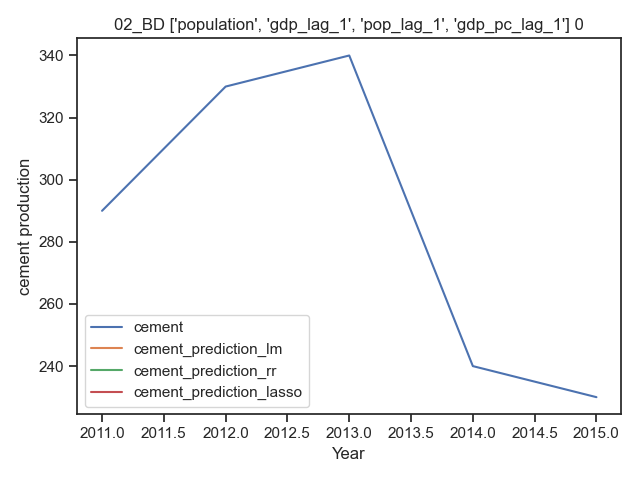 02_BD ['population', 'gdp_lag_1', 'pop_lag_1', 'gdp_pc_lag_1'] 0
340
320
300
280
260
240
cement production
cement
cement_prediction_lm
cement_prediction_rr
cement_prediction_lasso
2011.0 2011.5 2012.0 2012.5 2013.0 2013.5 2014.0 2014.5 2015.0
Year